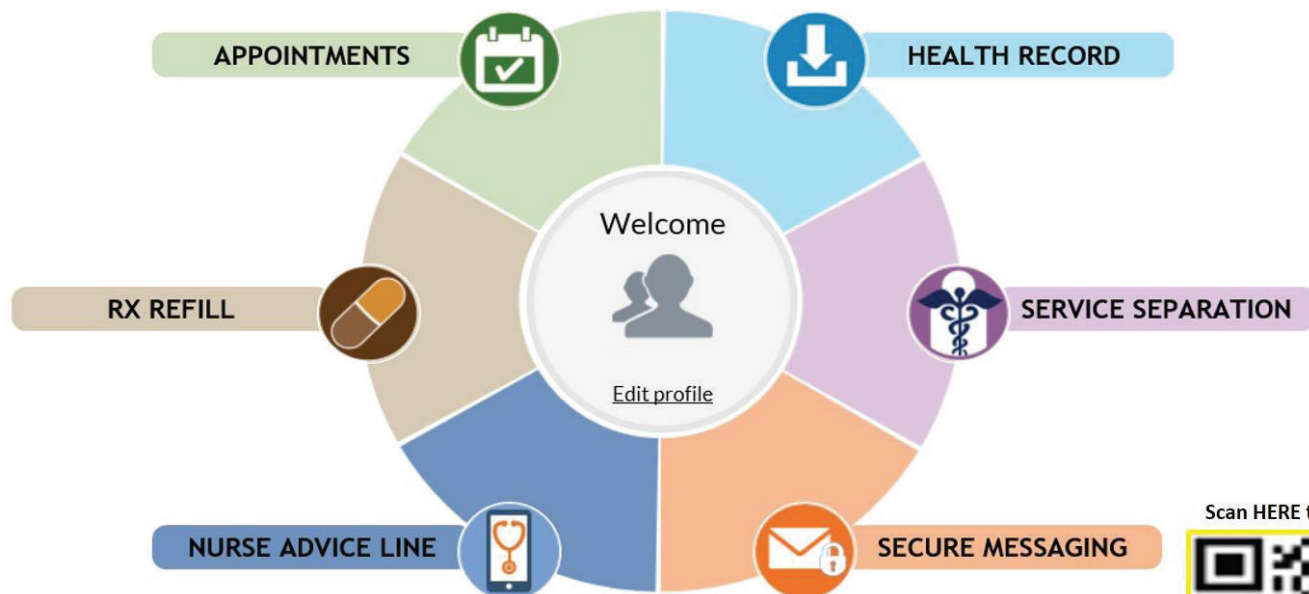 APPOINTMENTS
HEALTH RECORD
Welcome
RX REFILL
SERVICE SEPARATION
Edit profile
Scan HERE t
NURSE ADVICE LINE
SECURE MESSAGING